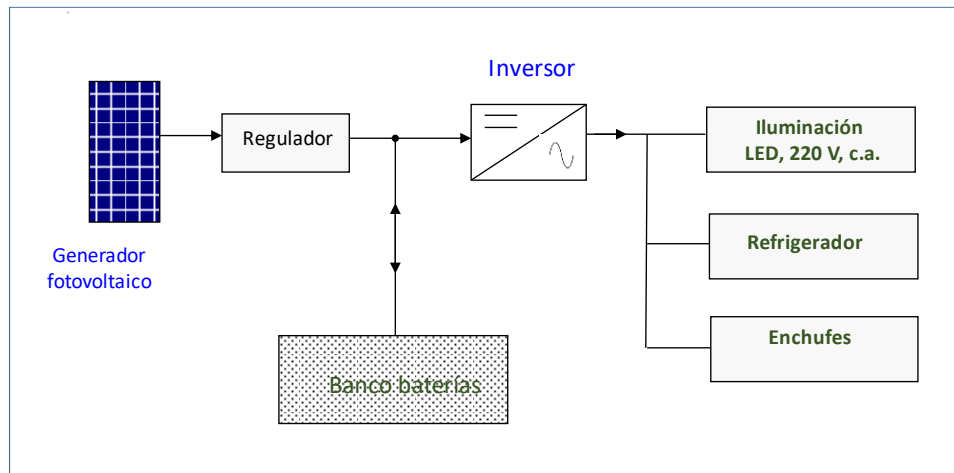 Inversor
Regulador
Iluminación
LED, 220 V, c.a.
Refrigerador
Generador
fotovoltaico
Enchufes
Banco baterías